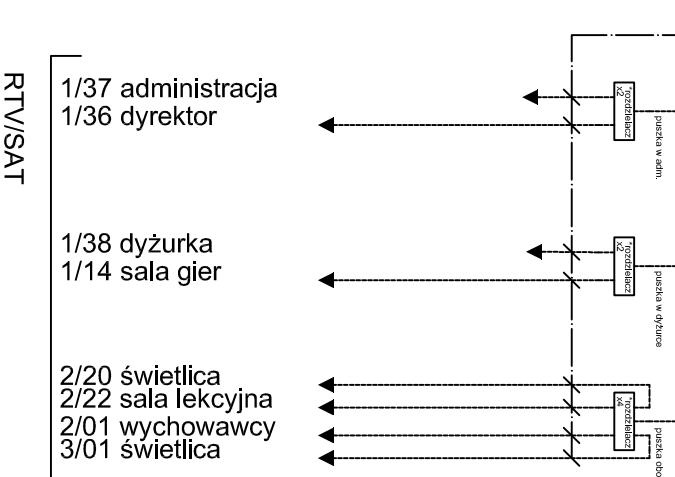 RTV/SAT
1/37 administracja
1/36 dyrektor
*rozdzielacz
x2
puszka w adm.
1/38 dyżurka
1/14 sala gier
*rozdzielacz
x2
puszka w dyżurce
2/20 świetlica
2/22 sala lekcyjna
2/01 wychowawcy
3/01 świetlica
*rozdzielacz
x4
puszka obo